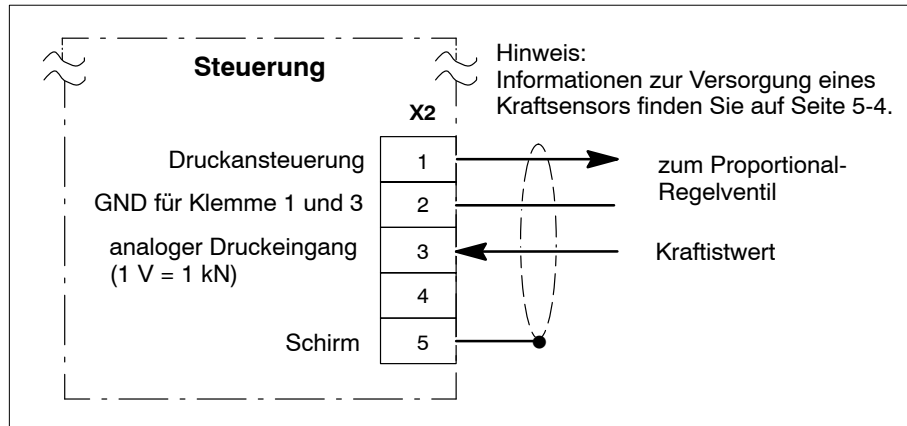 Steuerung
Hinweis:
Informationen zur Versorgung eines
Kraftsensors finden Sie auf Seite 5-4.
X2
Druckansteuerung
1
zum Proportional-
Regelventil
GND für Klemme 1 und 3
2
analoger Druckeingang
(1 V = 1 kN)
3
Kraftistwert
4
Schirm
5